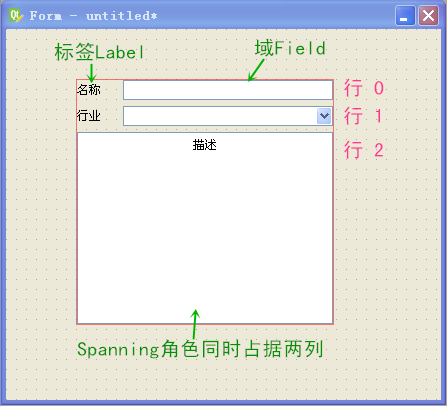 Form - untitled*
标签Label
域Field
名称
行 0
行业
行 1
描述
行 2
Spanning角色同时占据两列